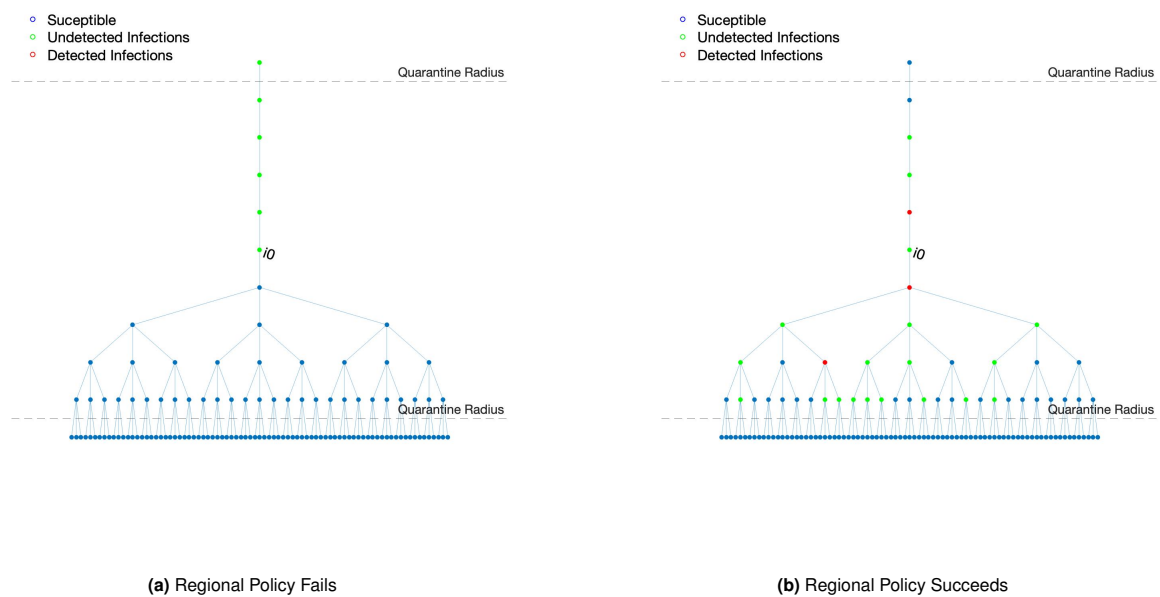 Suceptible
Undetected Infections
Detected Infections
Quarantine Radius
i0
Quarantine Radius
(a) Regional Policy Fails
Suceptible
Undetected Infections
Detected Infections
Quarantine Radius
i0
Quarantine Radius
(b) Regional Policy Succeeds